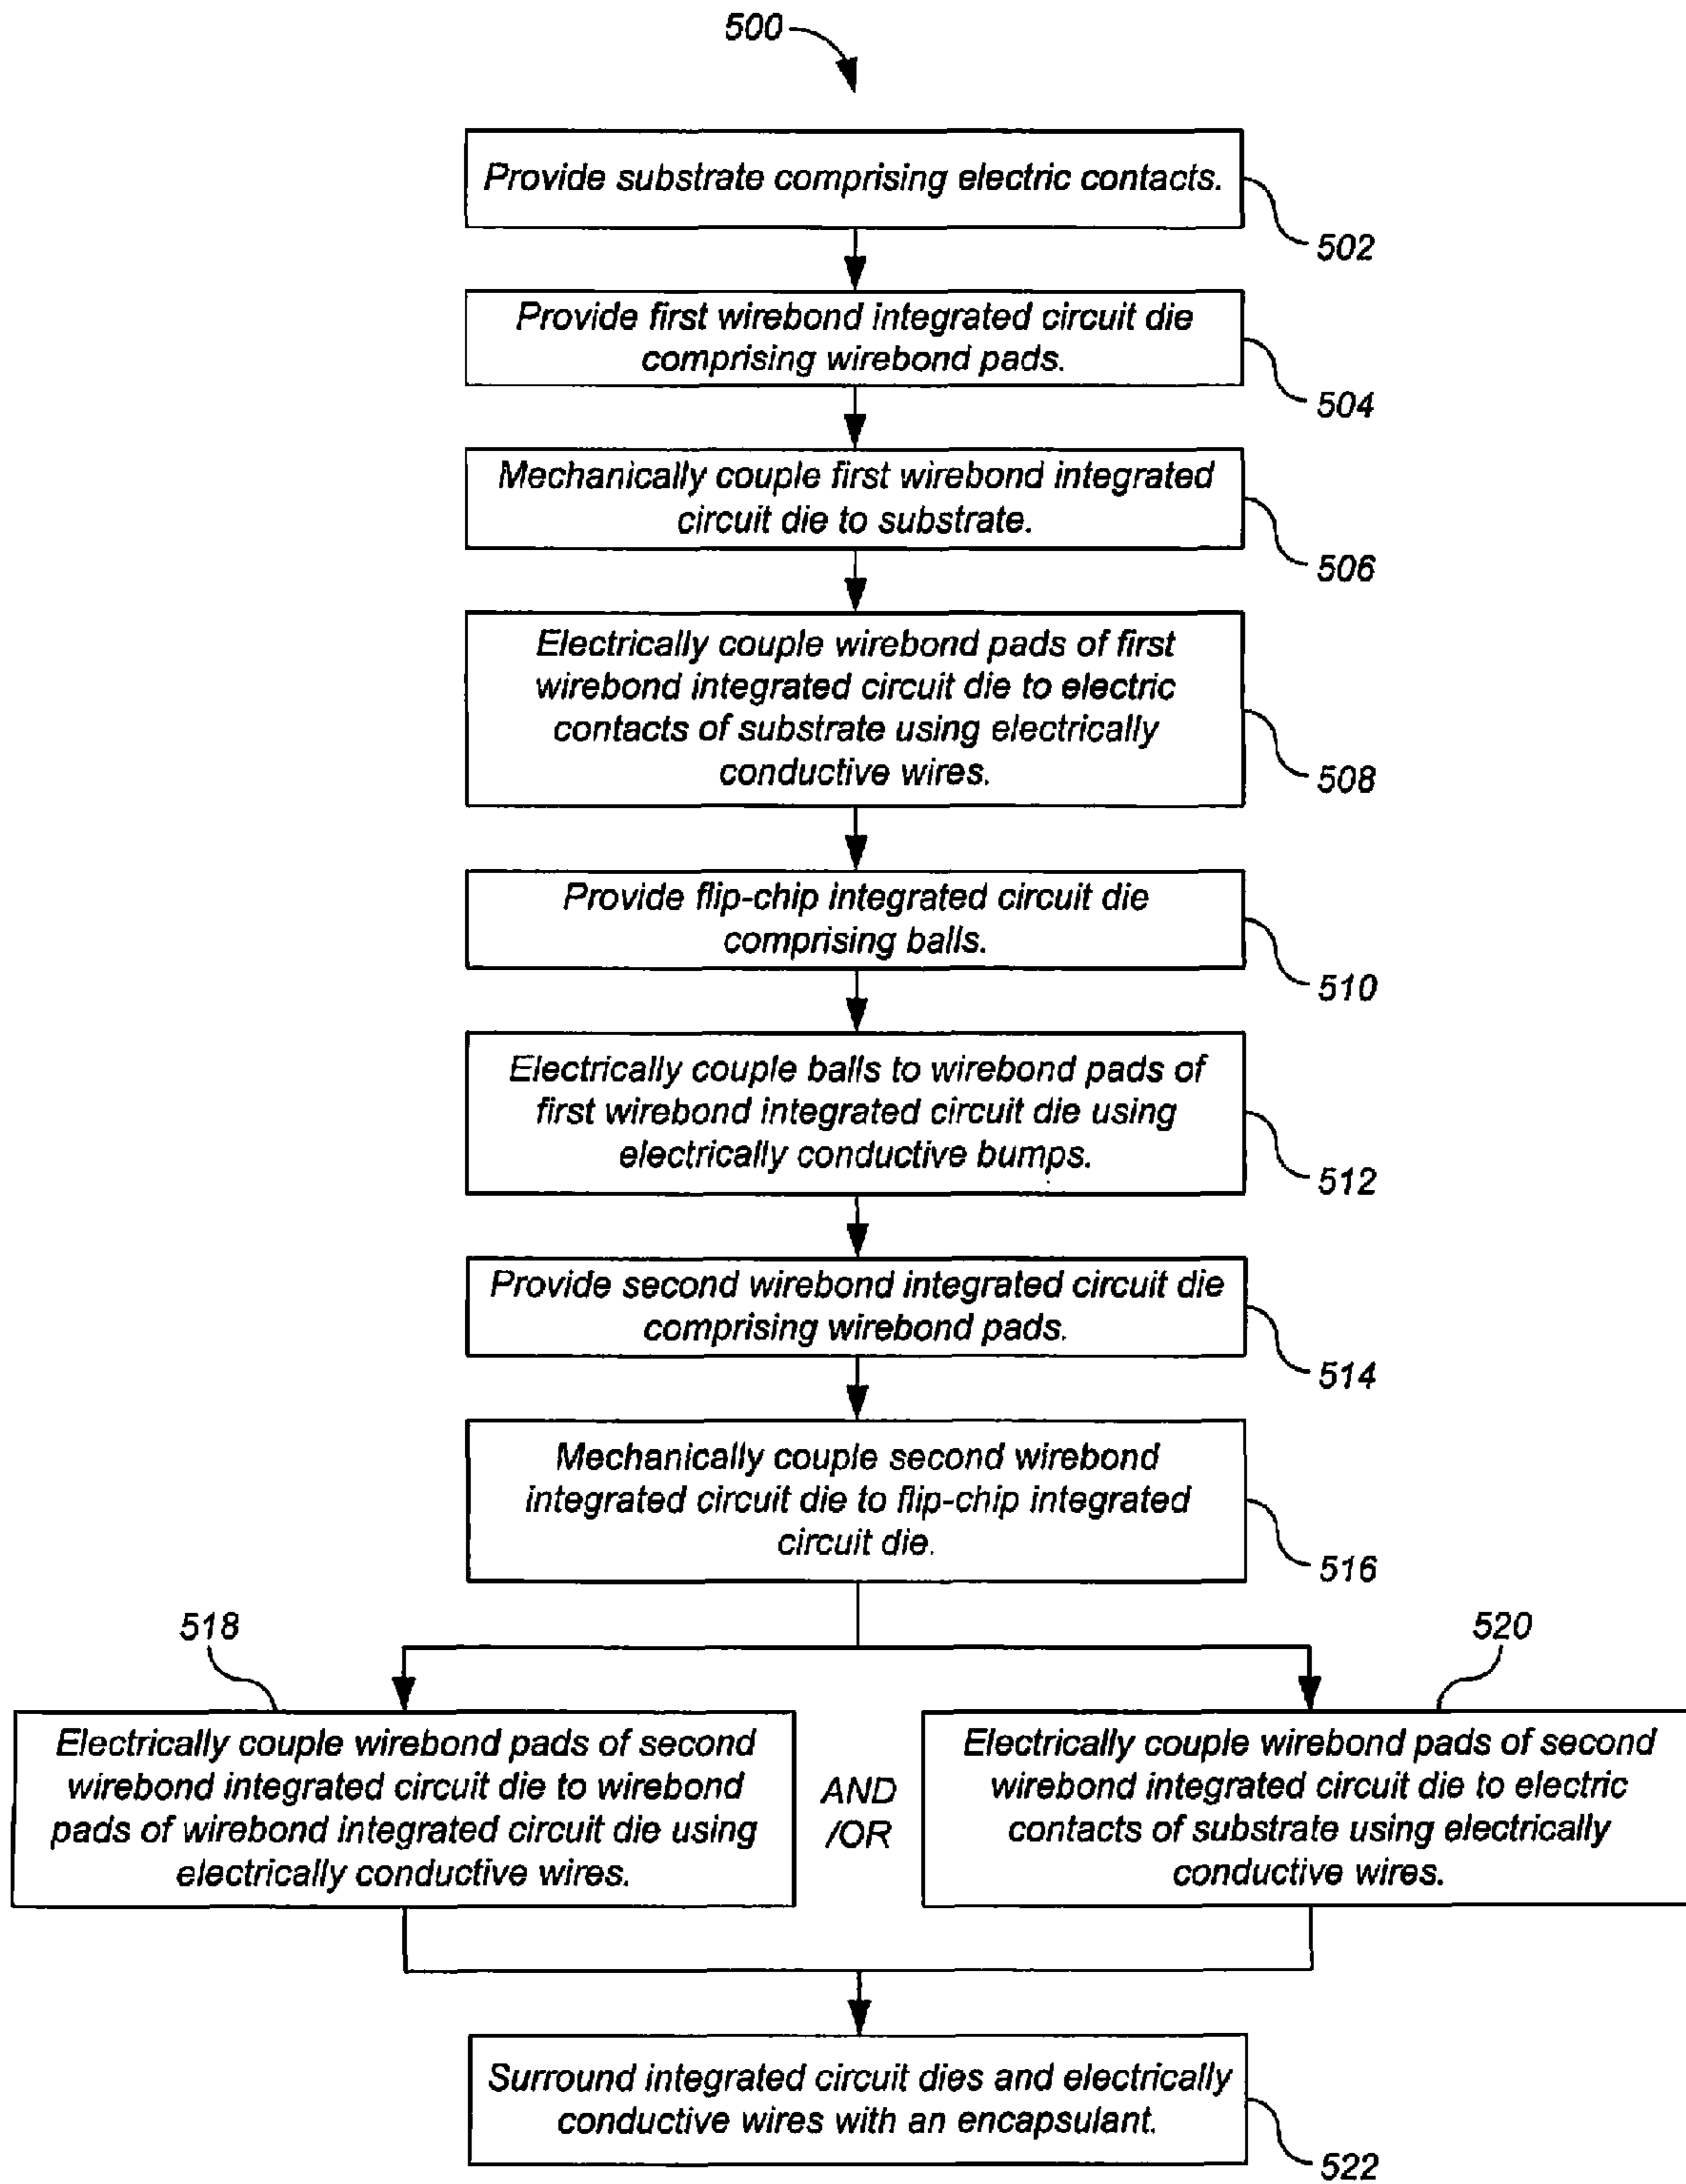 500
Provide substrate comprising electric contacts.
502
Provide first wirebond integrated circuit die
comprising wirebond pads.
504
Mechanically couple first wirebond integrated
circuit die to substrate.
506
Electrically couple wirebond pads of first
wirebond integrated circuit die to electric
contacts of substrate using electrically
conductive wires.
508
Provide flip-chip integrated circuit die
comprising balls.
510
Electrically couple balls to wirebond pads of
first wirebond integrated circuit die using
electrically conductive bumps.
512
Provide second wirebond integrated circuit die
comprising wirebond pads.
514
Mechanically couple second wirebond
integrated circuit die to flip-chip integrated
circuit die.
516
518
Electrically couple wirebond pads of second
wirebond integrated circuit die to wirebond
pads of wirebond integrated circuit die using
electrically conductive wires.
AND
/OR
520
Electrically couple wirebond pads of second
wirebond integrated circuit die to electric
contacts of substrate using electrically
conductive wires.
Surround integrated circuit dies and electrically
conductive wires with an encapsulant.
522